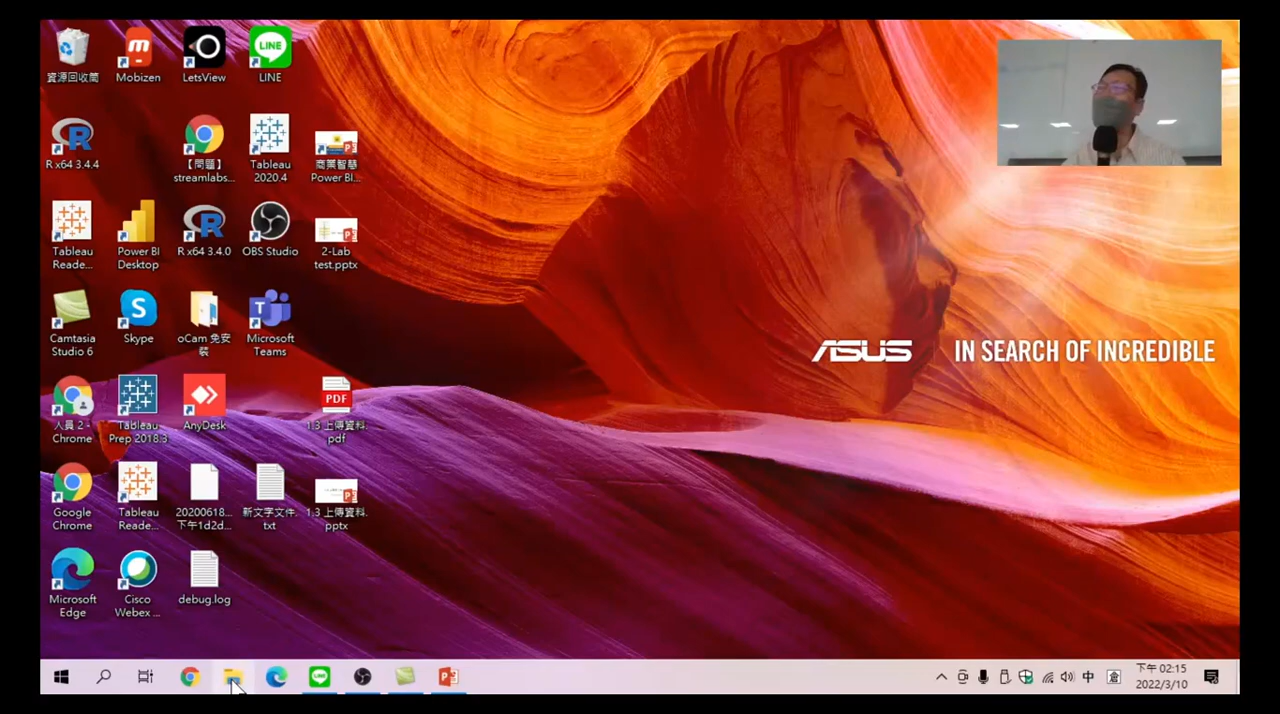 資源回收筒
Mobizen
LetsView
LINE
R x64 3.4.4
【問題】
streamlabs...
Tableau
2020.4
商業智慧
Power BI...
Tableau
Reade...
Power BI
Desktop
R x64 3.4.0
OBS Studio
2-Lab
test.pptx
Camtasia
Studio 6
Skype
oCam 免安
裝
Microsoft
Teams
人員 2 -
Chrome
Tableau
Prep 2018.3
AnyDesk
PDF
1.3 上傳資料.
pdf
Google
Chrome
Tableau
Reade...
20200618...
下午1d2d...
新文字文件.
txt
1.3 上傳資料.
pptx
Microsoft
Edge
Cisco
Webex ...
debug.log
ASUS IN SEARCH OF INCREDIBLE
中
倉
下午 02:15
2022/3/10